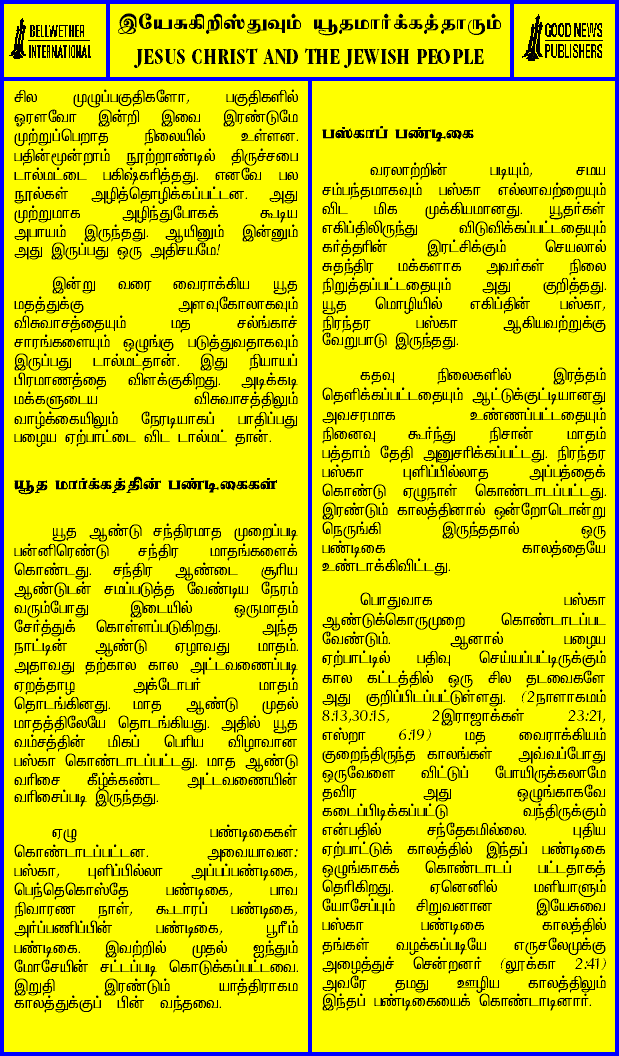 BELLWETHER
INTERNATIONAL
இயேசுகிறிஸ்துவும் யூதமார்க்கத்தாரும்
JESUS CHRIST AND THE JEWISH PEOPLE
GOOD NEWS
PUBLISHERS
சில முழுப்பகுதிகளோ, பகுதிகளில்
ஓரளவோ இன்றி இவை இரண்டுமே
முற்றுப்பெறாத நிலையில் உள்ளன.
பதின்மூன்றாம் நூற்றாண்டில் திருச்சபை
டால்மட்டை பகிஷ்கரித்தது. எனவே பல
நூல்கள் அழித்தொழிக்கப்பட்டன. அது
முற்றுமாக அழிந்துபோகக் கூடிய
அபாயம் இருந்தது. ஆயினும் இன்னும்
அது இருப்பது ஒரு அதிசயமே!
இன்று வரை வைராக்கிய யூத
மதத்துக்கு அளவுகோலாகவும்
விசுவாசத்தையும் மத சல்ங்காச்
சாரங்களையும் ஒழுங்கு படுத்துவதாகவும்
இருப்பது டால்மட்தான். இது நியாயப்
பிரமாணத்தை விளக்குகிறது. அடிக்கடி
மக்களுடைய விசுவாசத்திலும்
வாழ்க்கையிலும் நேரடியாகப் பாதிப்பது
பழைய ஏற்பாட்டை விட டால்மட் தான்.
யூத மார்க்கத்தின் பண்டிகைகள்
யூத ஆண்டு சந்திரமாத முறைப்படி
பன்னிரெண்டு சந்திர மாதங்களைக்
கொண்டது. சந்திர ஆண்டை சூரிய
ஆண்டுடன் சமப்படுத்த வேண்டிய நேரம்
வரும்போது இடையில் ஒருமாதம்
சேர்த்துக் கொள்ளப்படுகிறது. அந்த
நாட்டின் ஆண்டு ஏழாவது மாதம்.
அதாவது தற்கால கால அட்டவணைப்படி
ஏறத்தாழ அக்டோபர் மாதம்
தொடங்கினது. மாத ஆண்டு முதல்
மாதத்திலேயே தொடங்கியது. அதில் யூத
வம்சத்தின் மிகப் பெரிய விழாவான
பஸ்கா கொண்டாடப்பட்டது. மாத ஆண்டு
வரிசை கீழ்க்கண்ட அட்டவணையின்
வரிசைப்படி இருந்தது.
ஏழு பண்டிகைகள்
கொண்டாடப்பட்டன. அவையாவன:
பஸ்கா, புளிப்பில்லா அப்பப்பண்டிகை,
பெந்தெகொஸ்தே பண்டிகை, பாவ
நிவாரண நாள், கூடாரப் பண்டிகை,
அர்ப்பணிப்பின் பண்டிகை, பூரீம்
பண்டிகை. இவற்றில் முதல் ஐந்தும்
மோசேயின் சட்டப்படி கொடுக்கப்பட்டவை.
இறுதி இரண்டும் யாத்திராகம
காலத்துக்குப் பின் வந்தவை.
பஸ்காப் பண்டிகை
வரலாற்றின் படியும், சமய
சம்பந்தமாகவும் பஸ்கா எல்லாவற்றையும்
விட மிக முக்கியமானது. யூதர்கள்
எகிப்திலிருந்து விடுவிக்கப்பட்டதையும்
கர்த்தரின் இரட்சிக்கும் செயலால்
சுதந்திர மக்களாக அவர்கள் நிலை
நிறுத்தப்பட்டதையும் அது குறித்தது.
யூத மொழியில் எகிப்தின் பஸ்கா,
நிரந்தர பஸ்கா ஆகியவற்றுக்கு
வேறுபாடு இருந்தது.
கதவு நிலைகளில் இரத்தம்
தெளிக்கப்பட்டதையும் ஆட்டுக்குட்டியானது
அவசரமாக உண்ணப்பட்டதையும்
நினைவு கூர்ந்து நிசான் மாதம்
பத்தாம் தேதி அனுசரிக்கப்பட்டது. நிரந்தர
பஸ்கா புளிப்பில்லாத அப்பத்தைக்
கொண்டு ஏழுநாள் கொண்டாடப்பட்டது.
இரண்டும் காலத்தினால் ஒன்றோடொன்று
நெருங்கி இருந்ததால் ஒரு
பண்டிகை காலத்தையே
உண்டாக்கிவிட்டது.
பொதுவாக பஸ்கா
ஆண்டுக்கொருமுறை கொண்டாடப்பட
வேண்டும். ஆனால் பழைய
ஏற்பாட்டில் பதிவு செய்யப்பட்டிருக்கும்
கால கட்டத்தில் ஒரு சில தடவைகளே
அது குறிப்பிடப்பட்டுள்ளது. (2நாளாகமம்
8:13,30:15, 2இராஜாக்கள் 23:21,
எஸ்றா 6:19) மத வைராக்கியம்
குறைந்திருந்த காலங்கள் அவ்வப்போது
ஒருவேளை விட்டுப் போயிருக்கலாமே
தவிர அது ஒழுங்காகவே
கடைப்பிடிக்கப்பட்டு வந்திருக்கும்
என்பதில் சந்தேகமில்லை. புதிய
ஏற்பாட்டுக் காலத்தில் இந்தப் பண்டிகை
ஒழுங்காகக் கொண்டாடப் பட்டதாகத்
தெரிகிறது. ஏனெனில் மளியாளும்
யோசேப்பும் சிறுவனான இயேசுவை
பஸ்கா பண்டிகை காலத்தில்
தங்கள் வழக்கப்படியே எருசலேமுக்கு
அழைத்துச் சென்றனர் (லூக்கா 2:41)
அவரே தமது ஊழிய காலத்திலும்
இந்தப் பண்டிகையைக் கொண்டாடினார்.